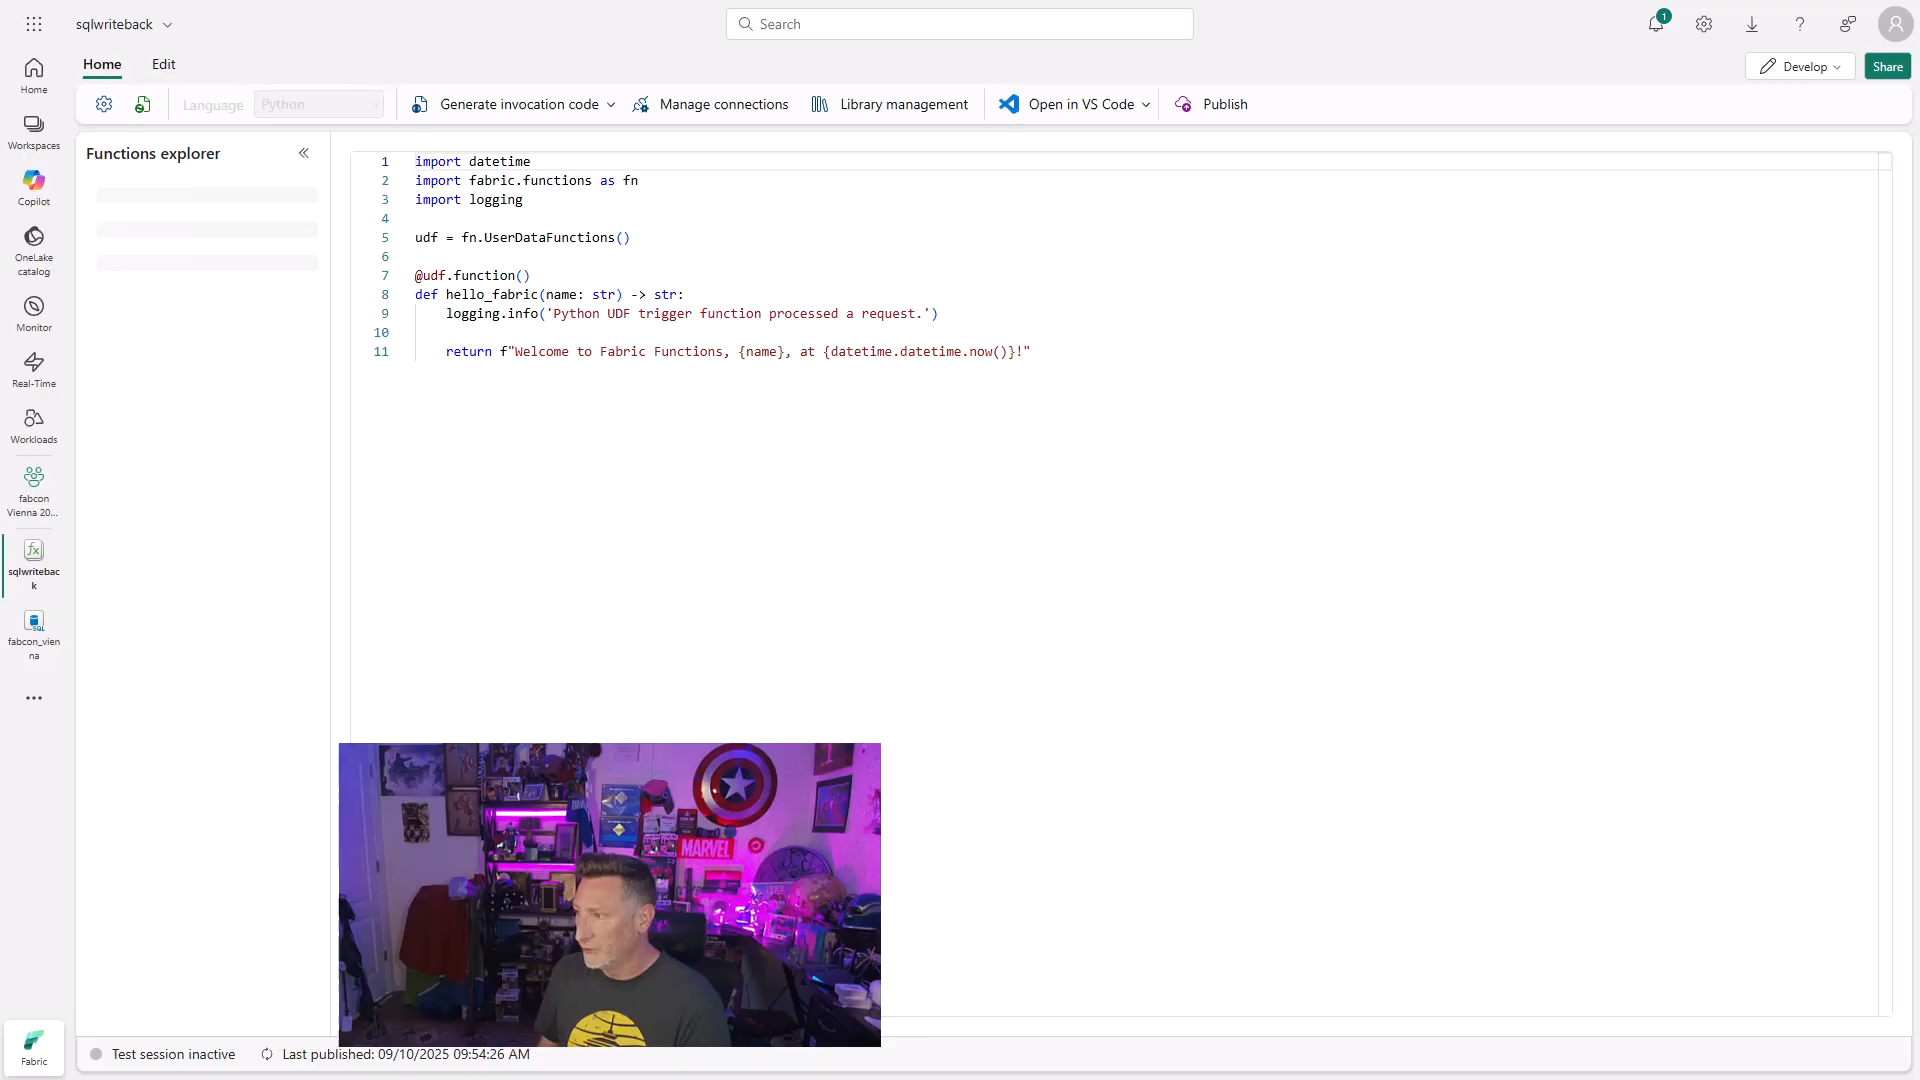 sqlwriteback
Search
1
Home
Edit
Develop
Share
Language
Python
Generate invocation code
Manage connections
Library management
Open in VS Code
Publish
Home
Workspaces
Copilot
OneLake
catalog
Monitor
Real-Time
Workloads
fabcon
Vienna 20...
sqlwritebac
k
SQL
fabcon_vien
na
Fabric
Functions explorer
1 import datetime
2 import fabric.functions as fn
3 import logging
4
5 udf = fn.UserDataFunctions()
6
7 @udf.function()
8 def hello_fabric(name: str) -> str:
9 logging.info('Python UDF trigger function processed a request.')
10
11 return f"Welcome to Fabric Functions, {name}, at {datetime.datetime.now()}!"
MARVEL
Test session inactive
Last published: 09/10/2025 09:54:26 AM